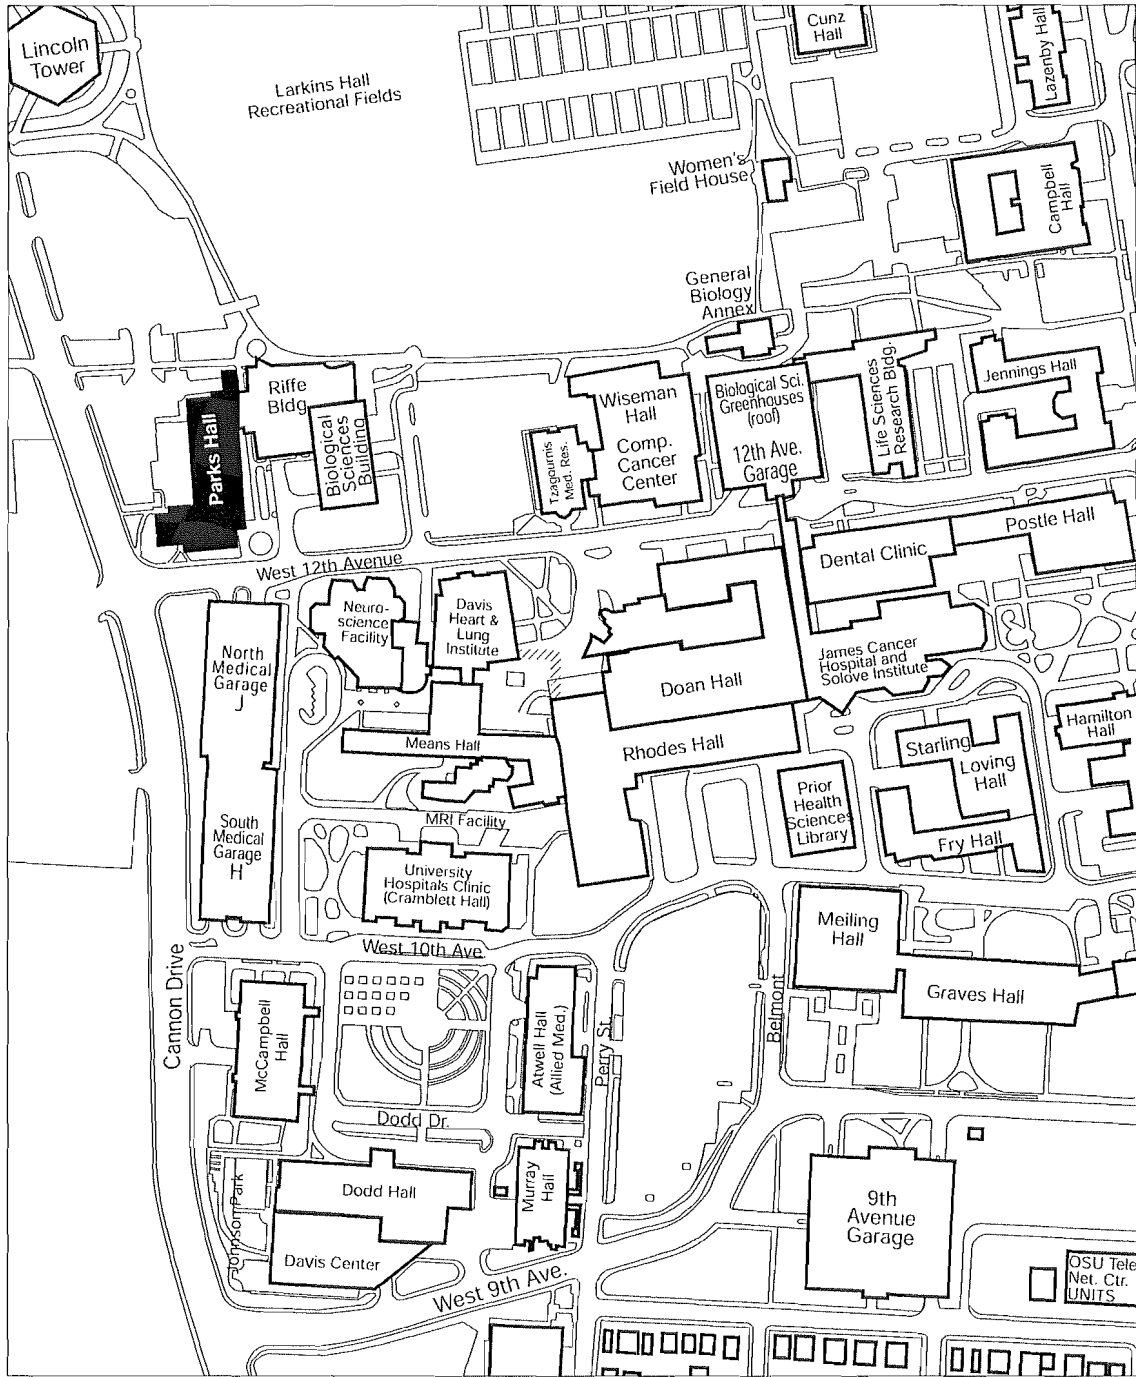 Lincoln
Tower
Larkins Hall
Recreational Fields
Cunz
Hall
Lazenby Hall
Women's
Field House
Campbell
Hall
General
Biology
Annex
Riffe
Bldg.
Parks Hall
Biological
Sciences
Building
Wiseman
Hall
Comp.
Cancer
Center
Tzagournis
Med. Res.
Biological Sci.
Greenhouses
(roof)
12th Ave.
Garage
Life Sciences
Research Bldg.
Jennings Hall
West 12th Avenue
Dental Clinic
Postle Hall
Neuro-
science
Facility
Davis
Heart &
Lung
Institute
North
Medical
Garage
J
Doan Hall
James Cancer
Hospital and
Solove Institute
Means Hall
Rhodes Hall
Starling
Loving
Hall
Hamilton
Hall
Prior
Health
Sciences
Library
MRI Facility
South
Medical
Garage
H
Fry Hall
University
Hospitals Clinic
(Cramblett Hall)
Meiling
Hall
West 10th Ave
Cannon Drive
Graves Hall
McCampbell
Hall
Atwell Hall
(Allied Med.)
Perry St.
Belmont
Dodd Dr.
Johnson Park
Dodd Hall
Murray
Hall
Davis Center
9th
Avenue
Garage
West 9th Ave.
OSU Tele
Net. Ctr.
UNITS